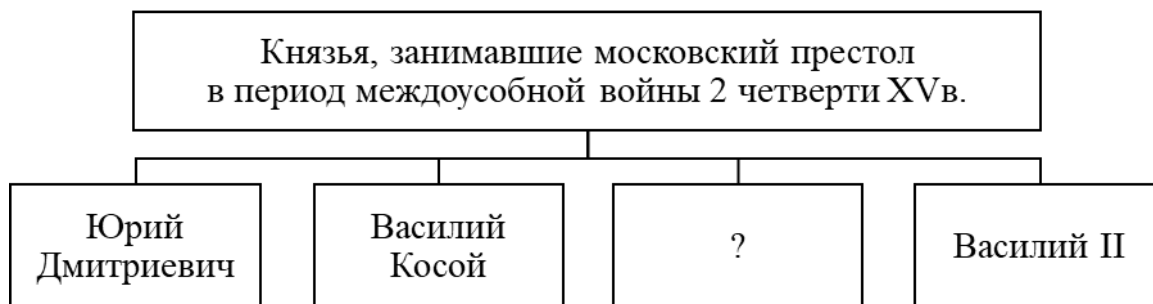 Князья, занимавшие московский престол
в период междоусобной войны 2 четверти XVв.
Юрий
Дмитриевич
Василий
Косой
?
Василий II